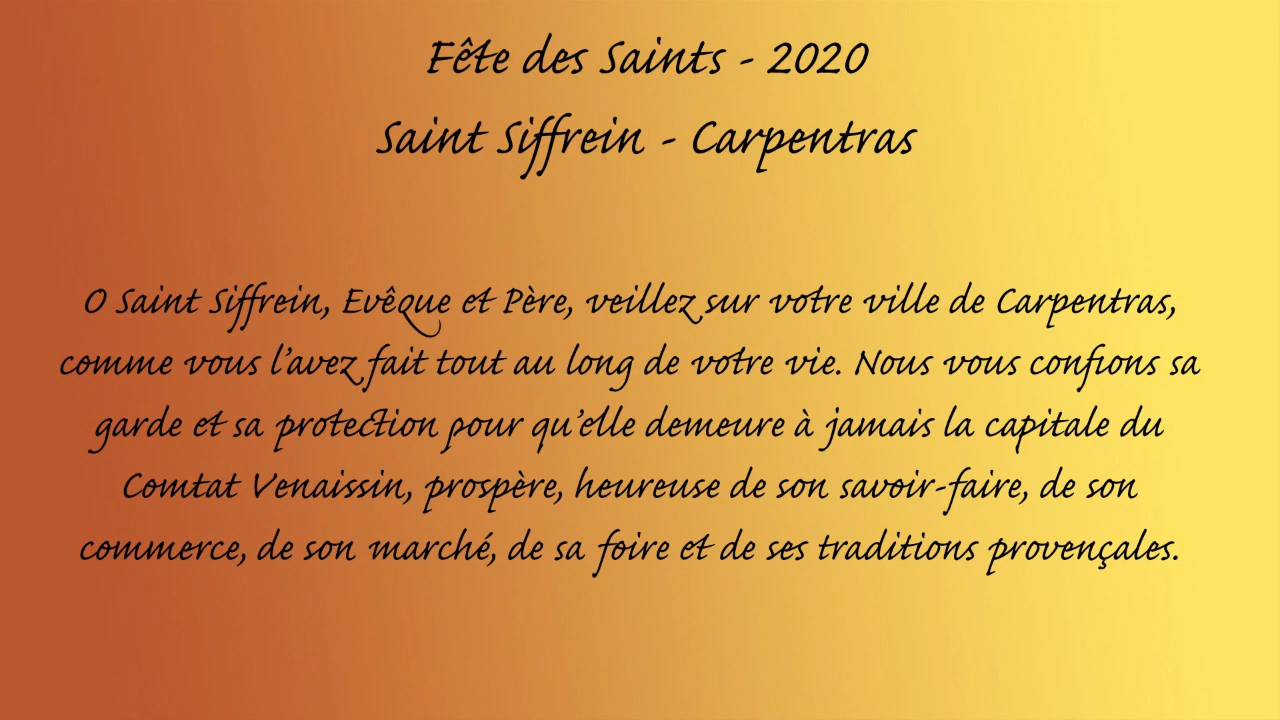 Fête des Saints - 2020
Saint Siffrein - Carpentras
O Saint Siffrein, Evêque et Père, veillez sur votre ville de Carpentras,
comme vous l'avez fait tout au long de votre vie. Nous vous confions sa
garde et sa protection pour qu'elle demeure à jamais la capitale du
Comtat Venaissin, prospère, heureuse de son savoir-faire, de son
commerce, de son marché, de sa foire et de ses traditions provençales.